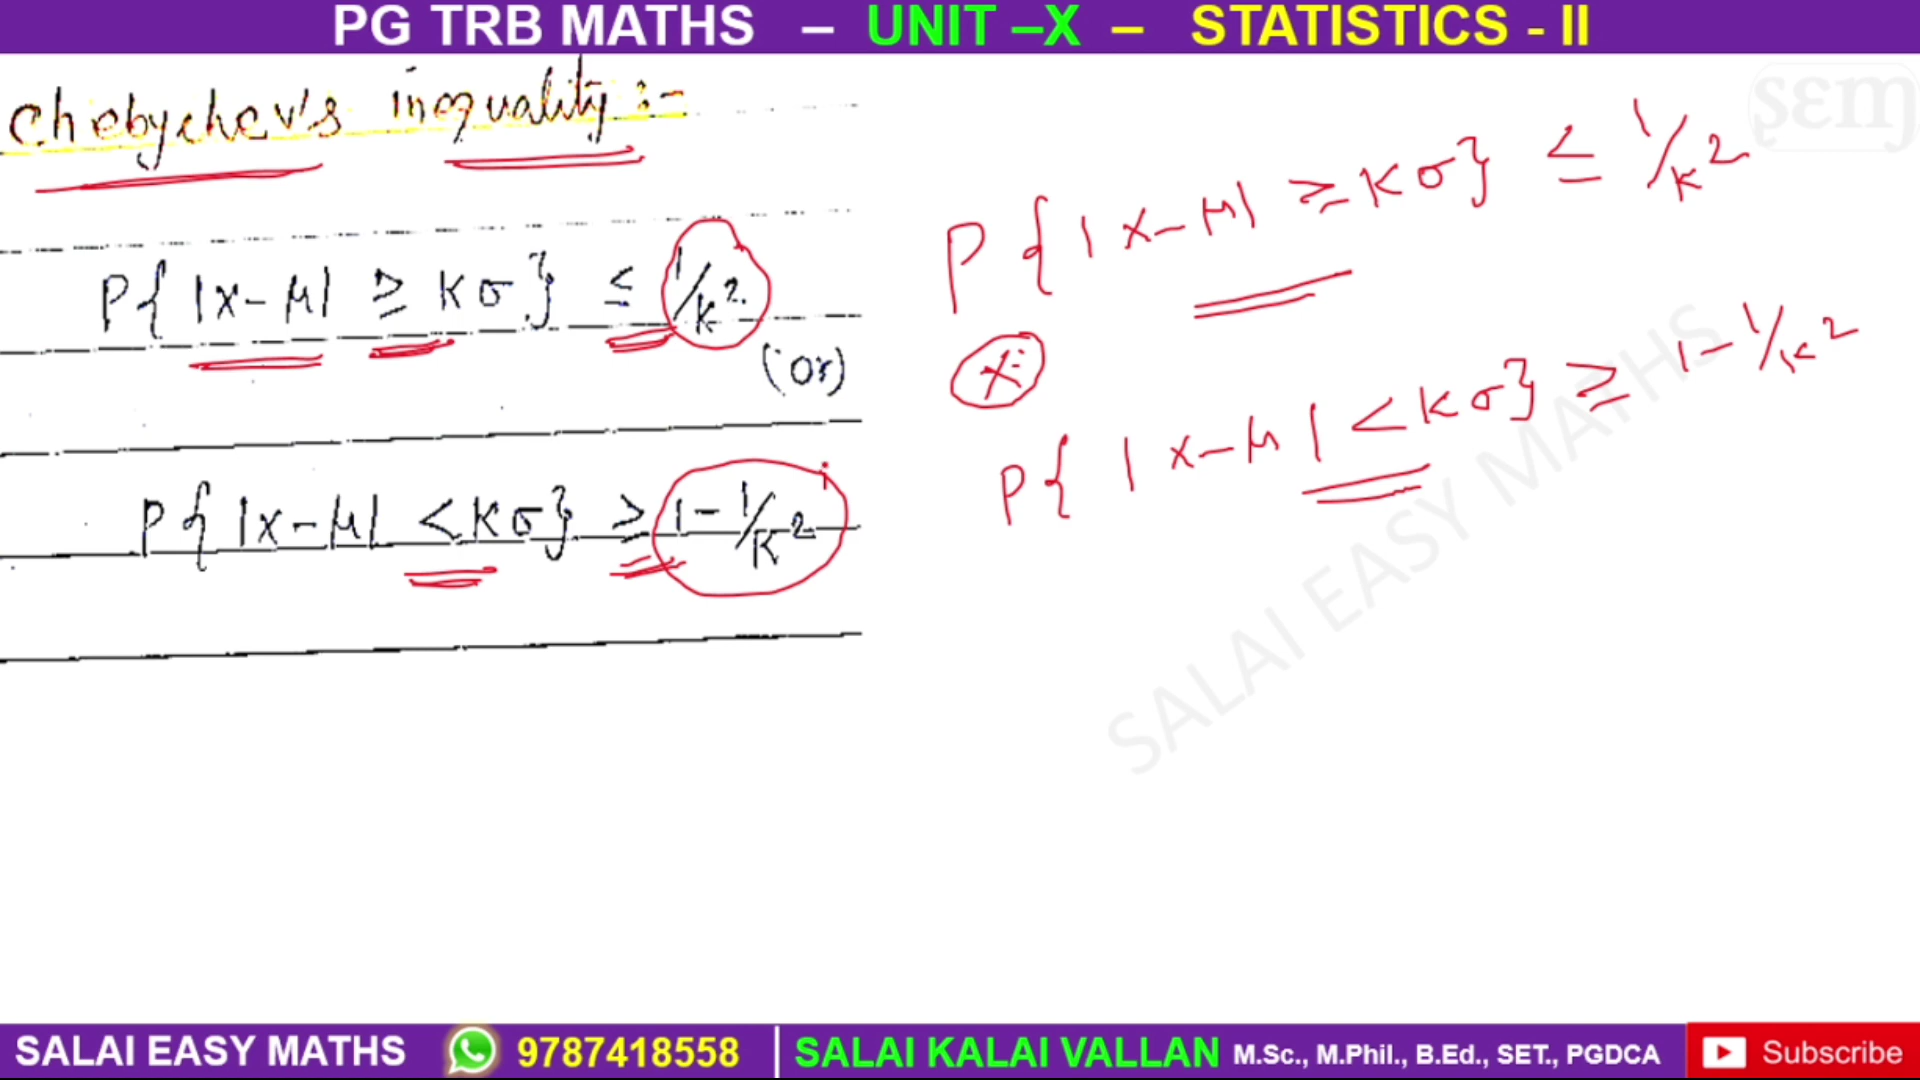 PG TRB MATHS – UNIT –X – STATISTICS - II
Chebychev's inequality :-
P{ |x-μ| ≥ kσ } ≤ 1/k²
(or)
P{ |x-μ| < kσ } ≥ 1 - 1/k²
sɛm
P{ |x-μ| ≥ kσ } ≤ 1/k²
P{ |x-μ| < kσ } ≥ 1 - 1/k²
SALAI EASY MATHS
SALAI EASY MATHS 9787418558 | SALAI KALAI VALLAN M.Sc., M.Phil., B.Ed., SET., PGDCA Subscribe